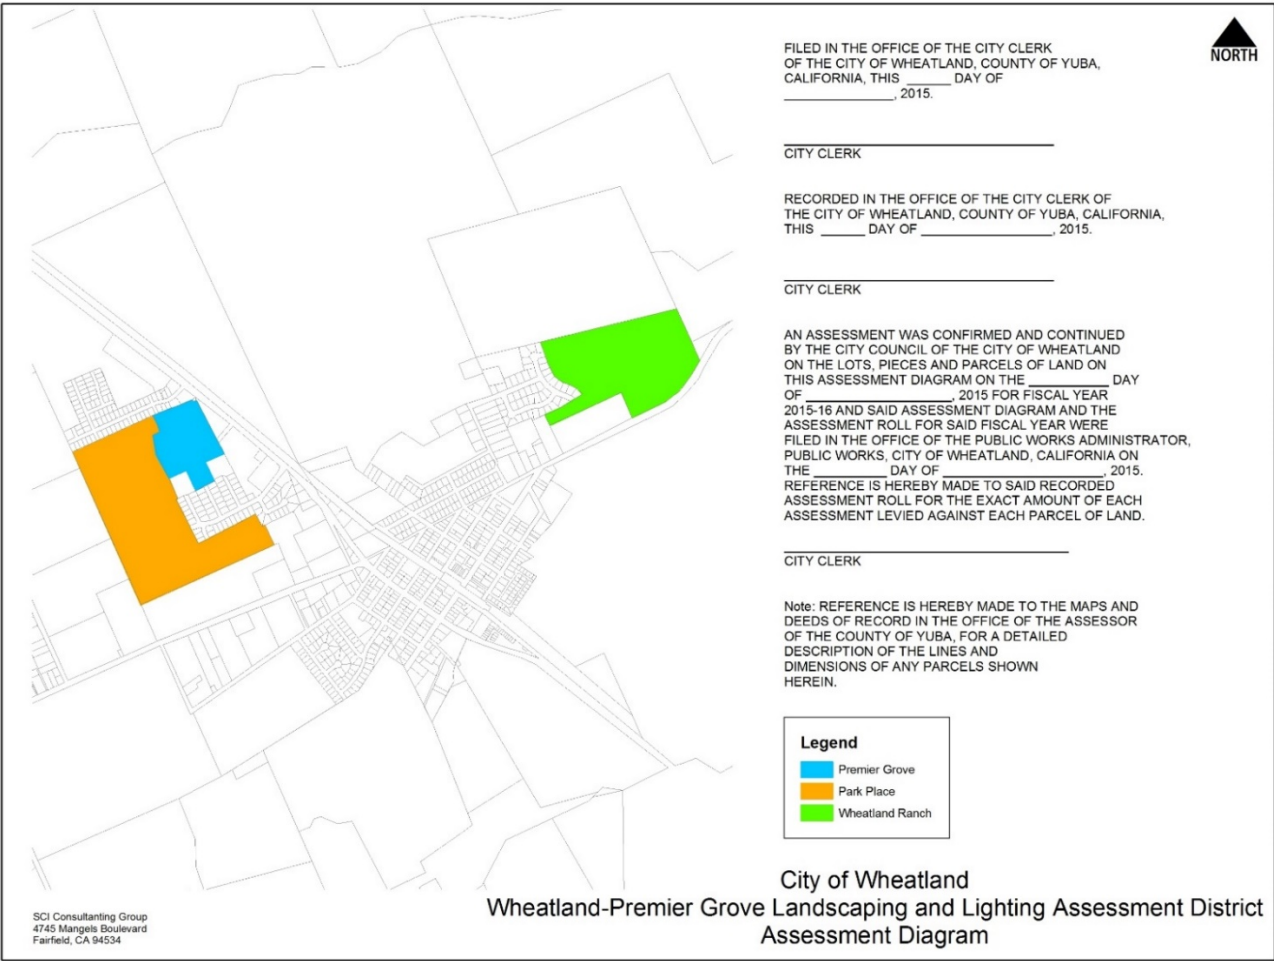 NORTH
FILED IN THE OFFICE OF THE CITY CLERK
OF THE CITY OF WHEATLAND, COUNTY OF YUBA,
CALIFORNIA, THIS ______ DAY OF
_______________, 2015.
CITY CLERK
RECORDED IN THE OFFICE OF THE CITY CLERK OF
THE CITY OF WHEATLAND, COUNTY OF YUBA, CALIFORNIA,
THIS ______ DAY OF __________________, 2015.
CITY CLERK
AN ASSESSMENT WAS CONFIRMED AND CONTINUED
BY THE CITY COUNCIL OF THE CITY OF WHEATLAND
ON THE LOTS, PIECES AND PARCELS OF LAND ON
THIS ASSESSMENT DIAGRAM ON THE ___________ DAY
OF ____________________, 2015 FOR FISCAL YEAR
2015-16 AND SAID ASSESSMENT DIAGRAM AND THE
ASSESSMENT ROLL FOR SAID FISCAL YEAR WERE
FILED IN THE OFFICE OF THE PUBLIC WORKS ADMINISTRATOR,
PUBLIC WORKS, CITY OF WHEATLAND, CALIFORNIA ON
THE __________ DAY OF ______________________, 2015.
REFERENCE IS HEREBY MADE TO SAID RECORDED
ASSESSMENT ROLL FOR THE EXACT AMOUNT OF EACH
ASSESSMENT LEVIED AGAINST EACH PARCEL OF LAND.
CITY CLERK
Note: REFERENCE IS HEREBY MADE TO THE MAPS AND
DEEDS OF RECORD IN THE OFFICE OF THE ASSESSOR
OF THE COUNTY OF YUBA, FOR A DETAILED
DESCRIPTION OF THE LINES AND
DIMENSIONS OF ANY PARCELS SHOWN
HEREIN.
Legend
Premier Grove
Park Place
Wheatland Ranch
City of Wheatland
Wheatland-Premier Grove Landscaping and Lighting Assessment District
Assessment Diagram
SCI Consultanting Group
4745 Mangels Boulevard
Fairfield, CA 94534